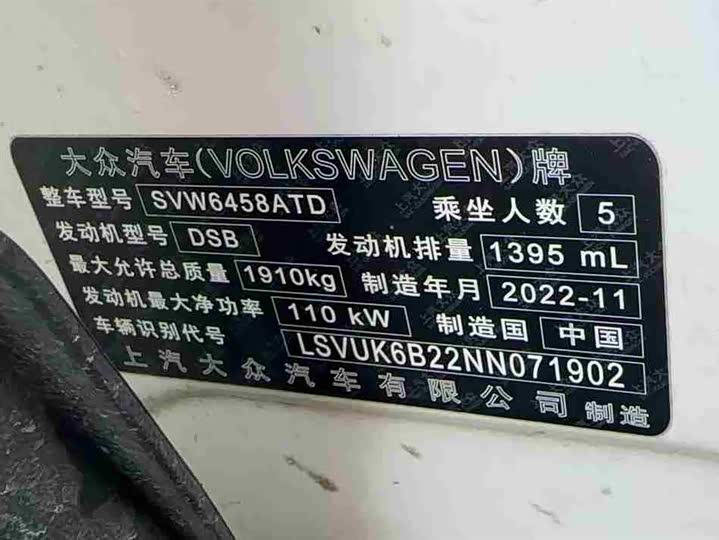 大众汽车(VOLKSWAGEN)牌
整车型号 SVW6458ATD 乘坐人数 5
发动机型号 DSB 发动机排量 1395 mL
最大允许总质量 1910kg 制造年月 2022-11
发动机最大净功率 110 kW 制造国 中国
车辆识别代号 LSVUK6B22NN071902
上汽大众汽车有限公司制造